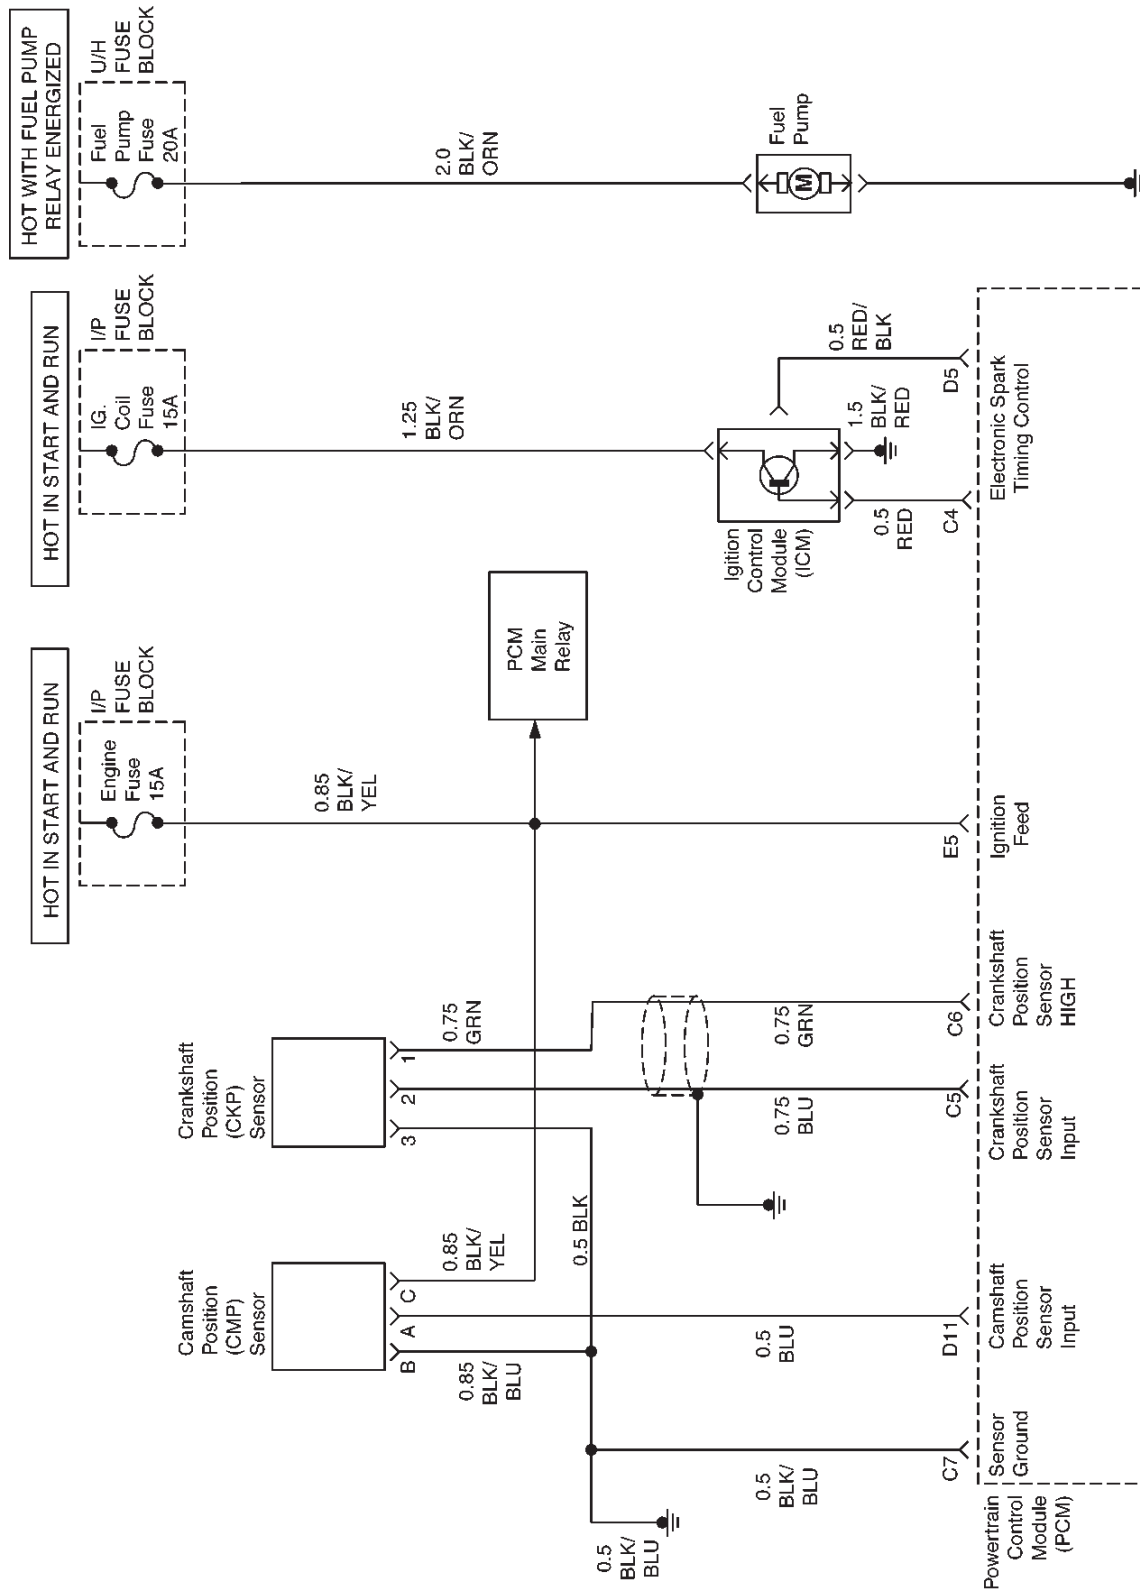 HOT IN START AND RUN
HOT IN START AND RUN
HOT WITH FUEL PUMP
RELAY ENERGIZED
Engine
Fuse
15A
I/P
FUSE
BLOCK
IG.
Coil
Fuse
15A
I/P
FUSE
BLOCK
Fuel
Pump
Fuse
20A
U/H
FUSE
BLOCK
Camshaft
Position
(CMP)
Sensor
Crankshaft
Position
(CKP)
Sensor
0.85
BLK/
YEL
1.25
BLK/
ORN
2.0
BLK/
ORN
B
A
C
3
2
1
0.85
BLK/
BLU
0.85
BLK/
YEL
0.75
GRN
PCM
Main
Relay
0.5 BLK
0.5
BLK/
BLU
Igition
Control
Module
(ICM)
M
Fuel
Pump
0.5
BLK/
BLU
0.5
BLU
0.75
BLU
0.75
GRN
0.5
RED
1.5
BLK/
RED
0.5
RED/
BLK
C7
D11
C5
C6
E5
C4
D5
Powertrain
Control
Module
(PCM)
Sensor
Ground
Camshaft
Position
Sensor
Input
Crankshaft
Position
Sensor
Input
Crankshaft
Position
Sensor
HIGH
Ignition
Feed
Electronic Spark
Timing Control